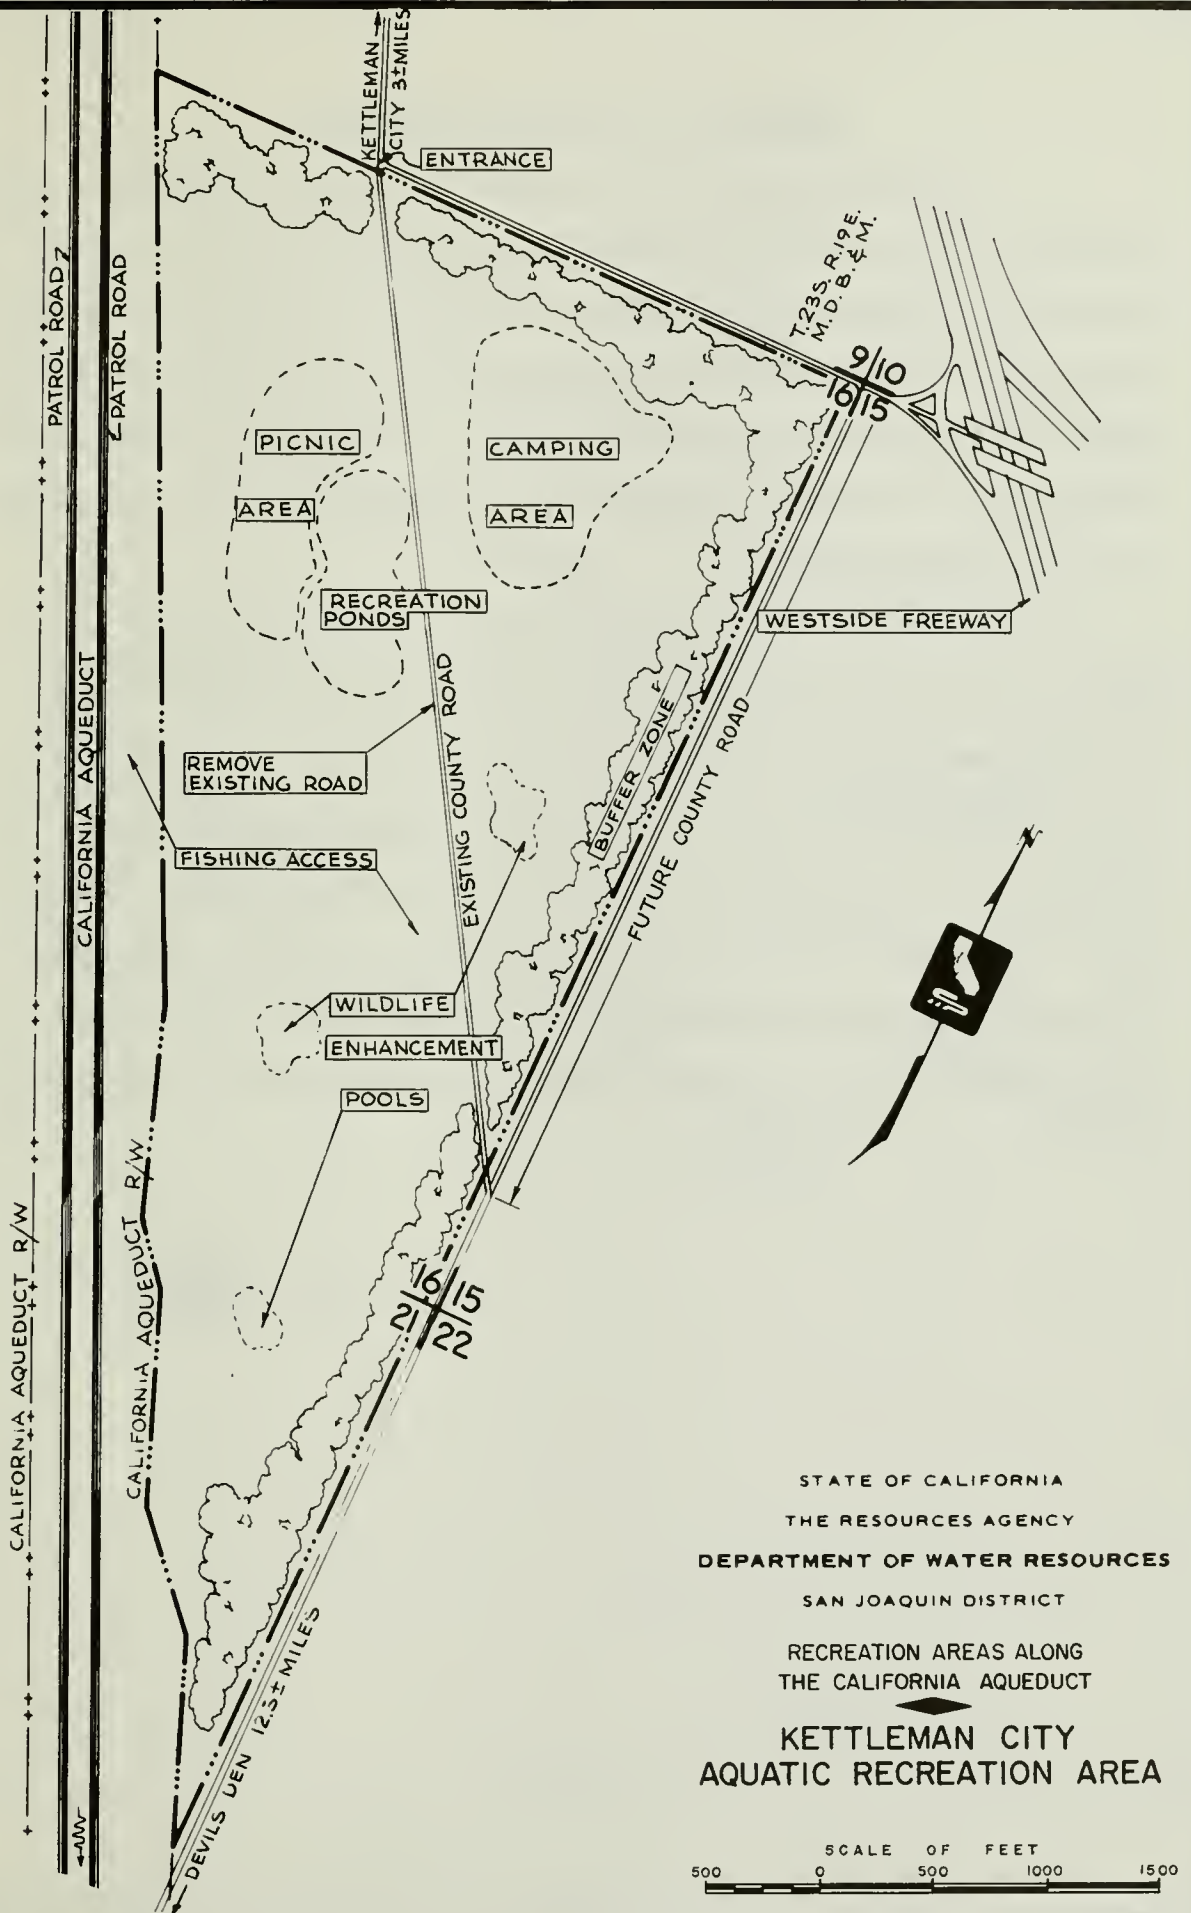 KETTLEMAN
CITY 3±MILES
ENTRANCE
T.23S. R.19E.
M. D. B. & M.
9 10
16 15
PATROL ROAD
PATROL ROAD
PICNIC
AREA
CAMPING
AREA
RECREATION
PONDS
WESTSIDE FREEWAY
BUFFER ZONE
FUTURE COUNTY ROAD
EXISTING COUNTY ROAD
REMOVE
EXISTING ROAD
CALIFORNIA AQUEDUCT
FISHING ACCESS
N
WILDLIFE
ENHANCEMENT
POOLS
CALIFORNIA AQUEDUCT R/W
CALIFORNIA AQUEDUCT R/W
16 15
21 22
DEVILS DEN 12.5± MILES
STATE OF CALIFORNIA
THE RESOURCES AGENCY
DEPARTMENT OF WATER RESOURCES
SAN JOAQUIN DISTRICT
RECREATION AREAS ALONG
THE CALIFORNIA AQUEDUCT
KETTLEMAN CITY
AQUATIC RECREATION AREA
SCALE OF FEET
500 0 500 1000 1500